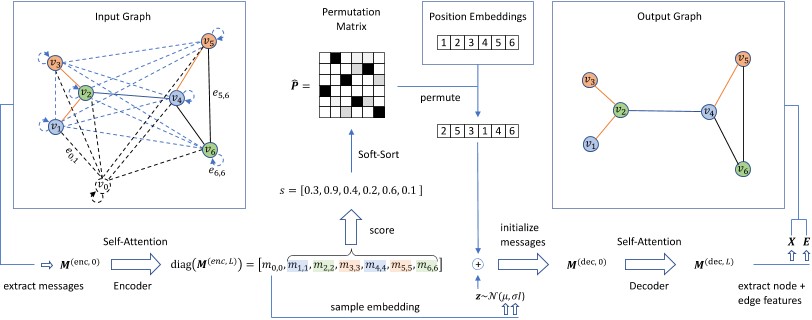 Input Graph
v₅
v₃
v₂
v₄
v₁
v₆
v₀
e₅,₆
e₀,₁
e₆,₆
Permutation
Matrix
P̂ =
Soft-Sort
s = [0.3, 0.9, 0.4, 0.2, 0.6, 0.1 ]
score
Position Embeddings
1 2 3 4 5 6
permute
2 5 3 1 4 6
Output Graph
v₅
v₃
v₂
v₄
v₁
v₆
extract messages
M^(enc, 0)
Self-Attention
Encoder
diag(M^(enc, L)) = [m₀,₀, m₁,₁, m₂,₂, m₃,₃, m₄,₄, m₅,₅, m₆,₆]
sample embedding
+
z~𝒩(μ, σI)
initialize
messages
M^(dec, 0)
Self-Attention
Decoder
M^(dec, L)
X E
extract node +
edge features